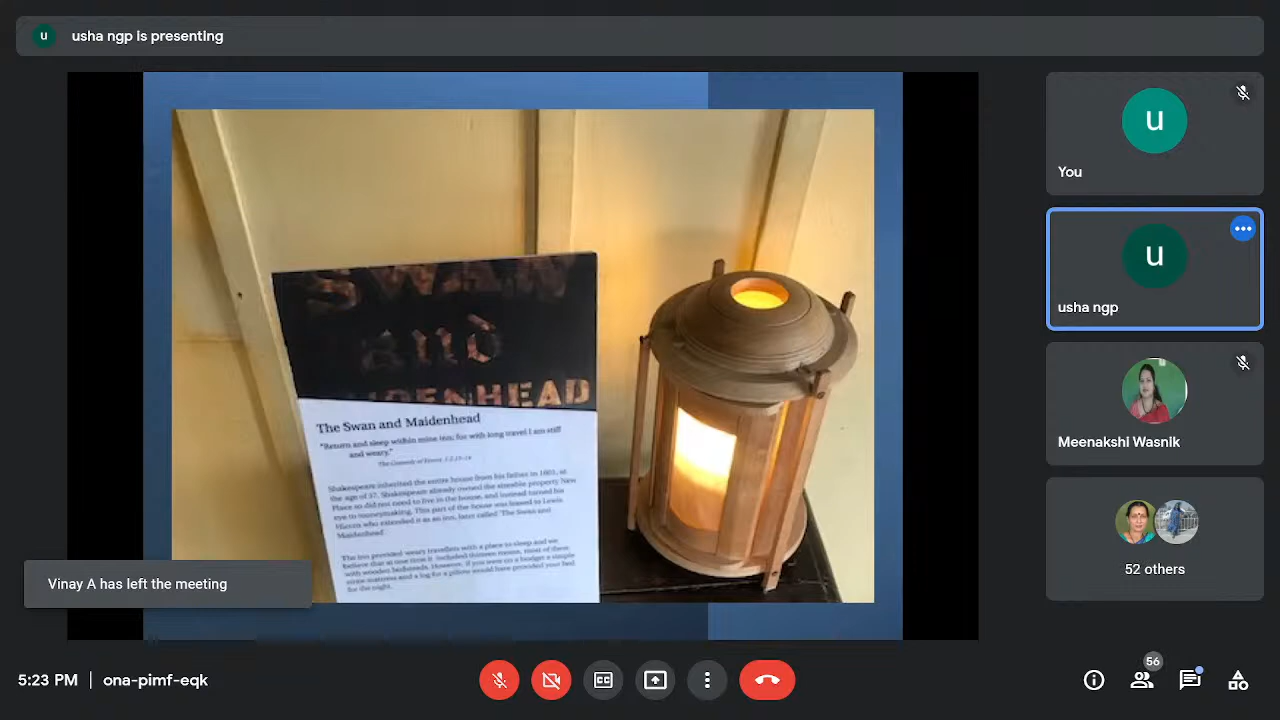 u
usha ngp is presenting
SWAN
and
MAIDENHEAD
The Swan and Maidenhead
"Return and sleep within mine inn; for with long travel I am stiff
and weary."
The Comedy of Errors
Shakespeare inherited the entire house from his father in 1601, at
the age of 37. Shakespeare already owned the sizeable property New
Place so did not need to live in the house, and instead turned his
eye to moneymaking. This part of the house was leased to Lewis
Hiccox who extended it as an inn, later called 'The Swan and
Maidenhead'.
The inn provided weary travellers with a place to sleep and we
believe that at one time it included thirteen rooms, most of them
with wooden bedsteads. However, if you were on a budget a simple
straw mattress and a log for a pillow would have provided your bed
for the night.
u
You
u
usha ngp
Meenakshi Wasnik
52 others
Vinay A has left the meeting
5:23 PM | ona-pimf-eqk
56